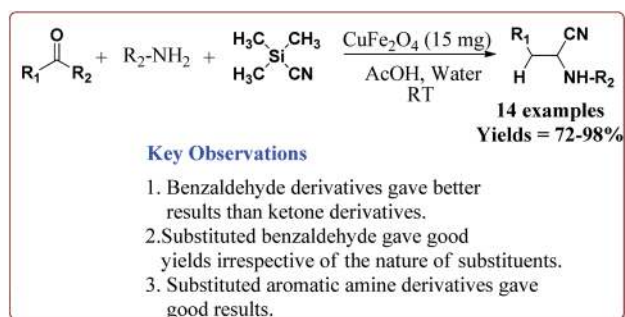 O
R₁ R₂ + R₂-NH₂ + H₃C CH₃ Si H₃C CN CuFe₂O₄ (15 mg) R₁ CN
AcOH, Water H NH-R₂
RT
14 examples
Yields = 72-98%
Key Observations
1. Benzaldehyde derivatives gave better
results than ketone derivatives.
2.Substituted benzaldehyde gave good
yields irrespective of the nature of substituents.
3. Substituted aromatic amine derivatives gave
good results.